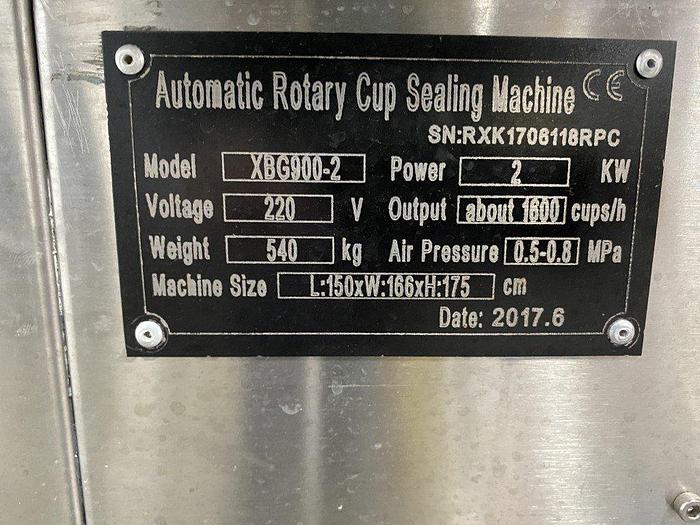 Automatic Rotary Cup Sealing Machine CE
SN:RXK1706118RPC
Model XBG900-2 Power 2 KW
Voltage 220 V Output about 1600 cups/h
Weight 540 kg Air Pressure 0.5-0.8 MPa
Machine Size L:150xW:166xH:175 cm
Date: 2017.6